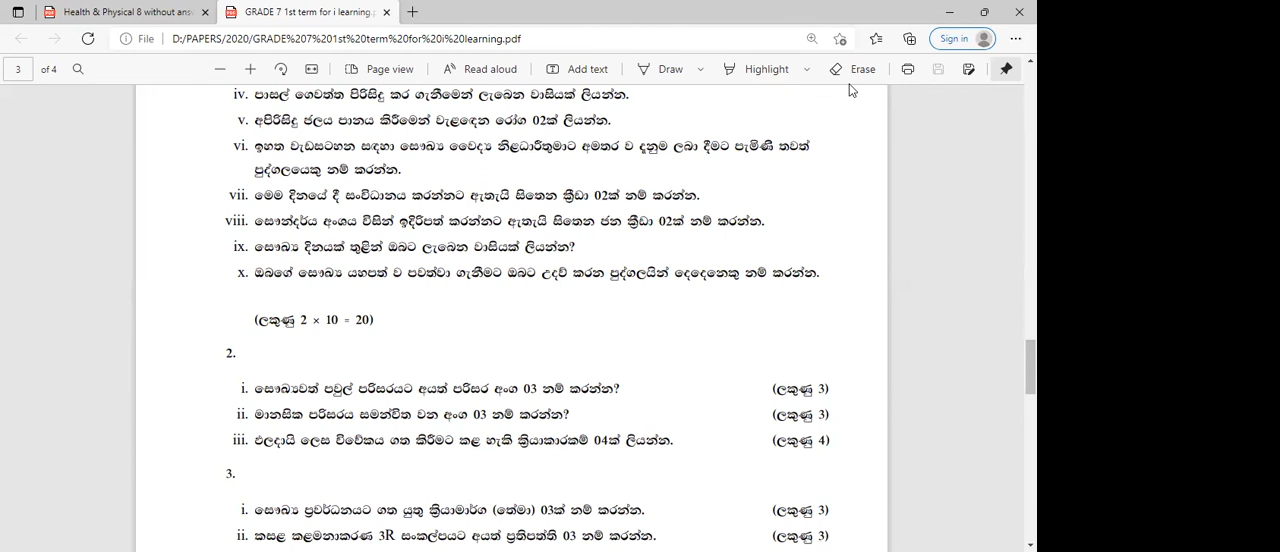 Health & Physical 8 without ans
GRADE 7 1st term for i learning.p
File D:/PAPERS/2020/GRADE%207%201st%20term%20for%20i%20learning.pdf
Sign in
3 of 4 Page view Read aloud Add text Draw Highlight Erase
iv. පාසල් ගෙවත්ත පිරිසිදු කර ගැනීමෙන් ලැබෙන වාසියක් ලියන්න.
v. අපිරිසිදු ජලය පානය කිරීමෙන් වැළඳෙන රෝග 02ක් ලියන්න.
vi. ඉහත වැඩසටහන සඳහා සෞඛ්‍ය වෛද්‍ය නිළධාරීතුමාට අමතර ව දැනුම ලබා දීමට පැමිණි තවත්
පුද්ගලයෙකු නම් කරන්න.
vii. මෙම දිනයේ දී සංවිධානය කරන්නට ඇතැයි සිතෙන ක්‍රීඩා 02ක් නම් කරන්න.
viii. සෞන්දර්ය අංශය විසින් ඉදිරිපත් කරන්නට ඇතැයි සිතෙන ජන ක්‍රීඩා 02ක් නම් කරන්න.
ix. සෞඛ්‍ය දිනයක් තුළින් ඔබට ලැබෙන වාසියක් ලියන්න?
x. ඔබගේ සෞඛ්‍ය යහපත් ව පවත්වා ගැනීමට ඔබට උදව් කරන පුද්ගලයින් දෙදෙනෙකු නම් කරන්න.
(ලකුණු 2 × 10 = 20)
2.
i. සෞඛ්‍යවත් පවුල් පරිසරයට අයත් පරිසර අංග 03 නම් කරන්න? (ලකුණු 3)
ii. මානසික පරිසරය සමන්විත වන අංග 03 නම් කරන්න? (ලකුණු 3)
iii. ඵලදායි ලෙස විවේකය ගත කිරීමට කළ හැකි ක්‍රියාකාරකම් 04ක් ලියන්න. (ලකුණු 4)
3.
i. සෞඛ්‍ය ප්‍රවර්ධනයට ගත යුතු ක්‍රියාමාර්ග (තේමා) 03ක් නම් කරන්න. (ලකුණු 3)
ii. කසළ කළමනාකරණ 3R සංකල්පයට අයත් ප්‍රතිපත්ති 03 නම් කරන්න. (ලකුණු 3)